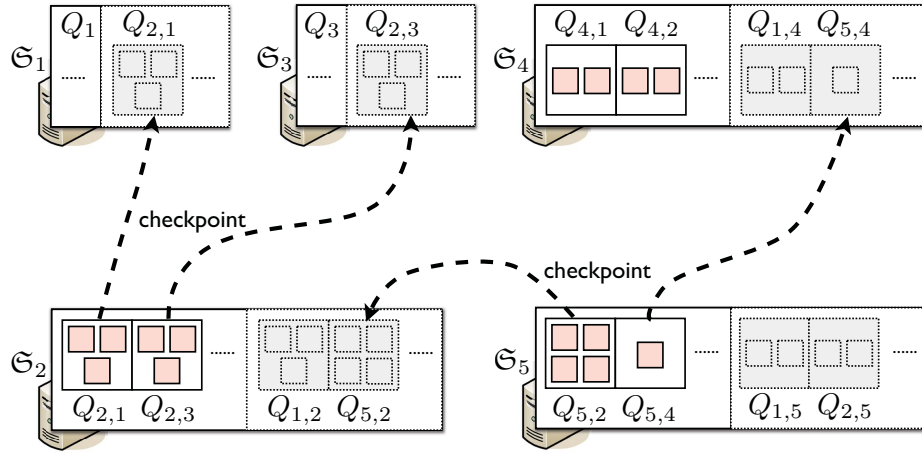 Q₁ Q₂,₁ Q₃ Q₂,₃ Q₄,₁ Q₄,₂ Q₁,₄ Q₅,₄
𝔖₁ ..... ..... 𝔖₃ ..... ..... 𝔖₄ ..... .....
checkpoint
checkpoint
𝔖₂ ..... ..... 𝔖₅ ..... .....
Q₂,₁ Q₂,₃ Q₁,₂ Q₅,₂ Q₅,₂ Q₅,₄ Q₁,₅ Q₂,₅